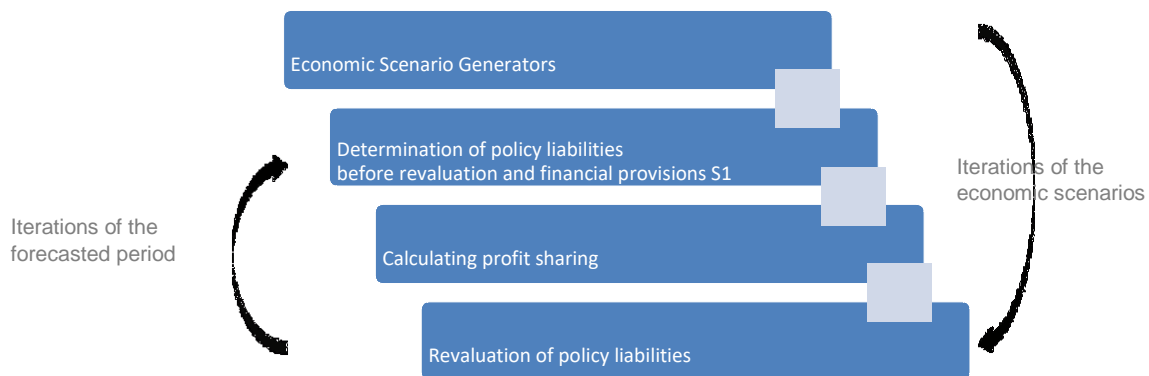 Economic Scenario Generators
Determination of policy liabilities
before revaluation and financial provisions S1
Iterations of the
economic scenarios
Iterations of the
forecasted period
Calculating profit sharing
Revaluation of policy liabilities